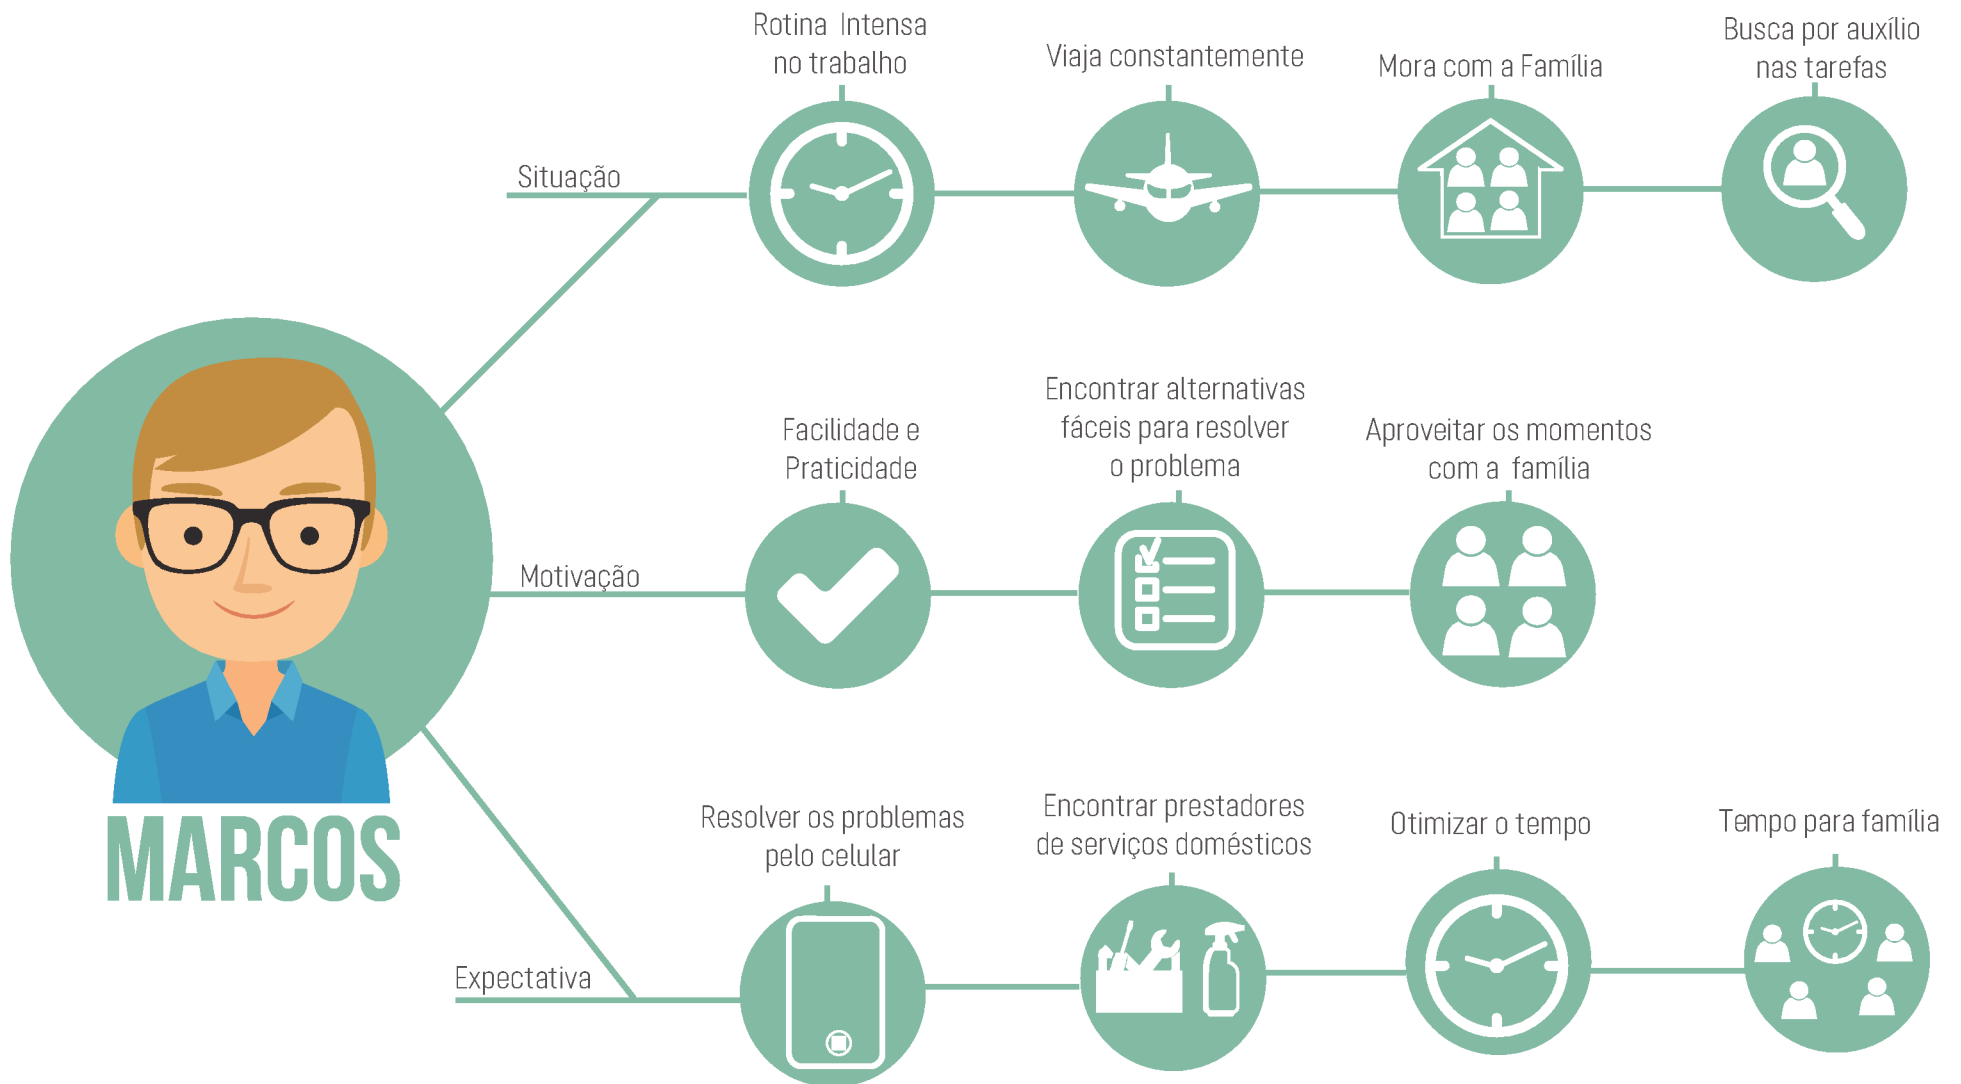 Rotina Intensa
no trabalho
Viaja constantemente
Mora com a Família
Busca por auxílio
nas tarefas
Situação
Facilidade e
Praticidade
Encontrar alternativas
fáceis para resolver
o problema
Aproveitar os momentos
com a família
Motivação
MARCOS
Resolver os problemas
pelo celular
Encontrar prestadores
de serviços domésticos
Otimizar o tempo
Tempo para família
Expectativa